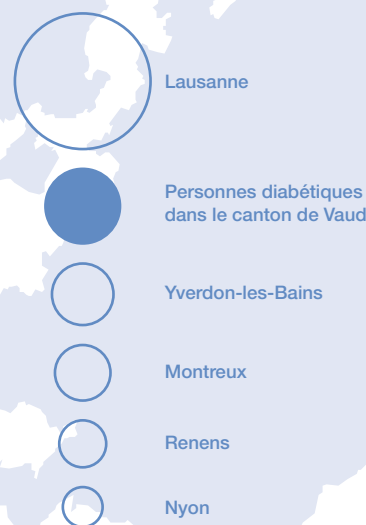 Lausanne
Personnes diabétiques
dans le canton de Vaud
Yverdon-les-Bains
Montreux
Renens
Nyon